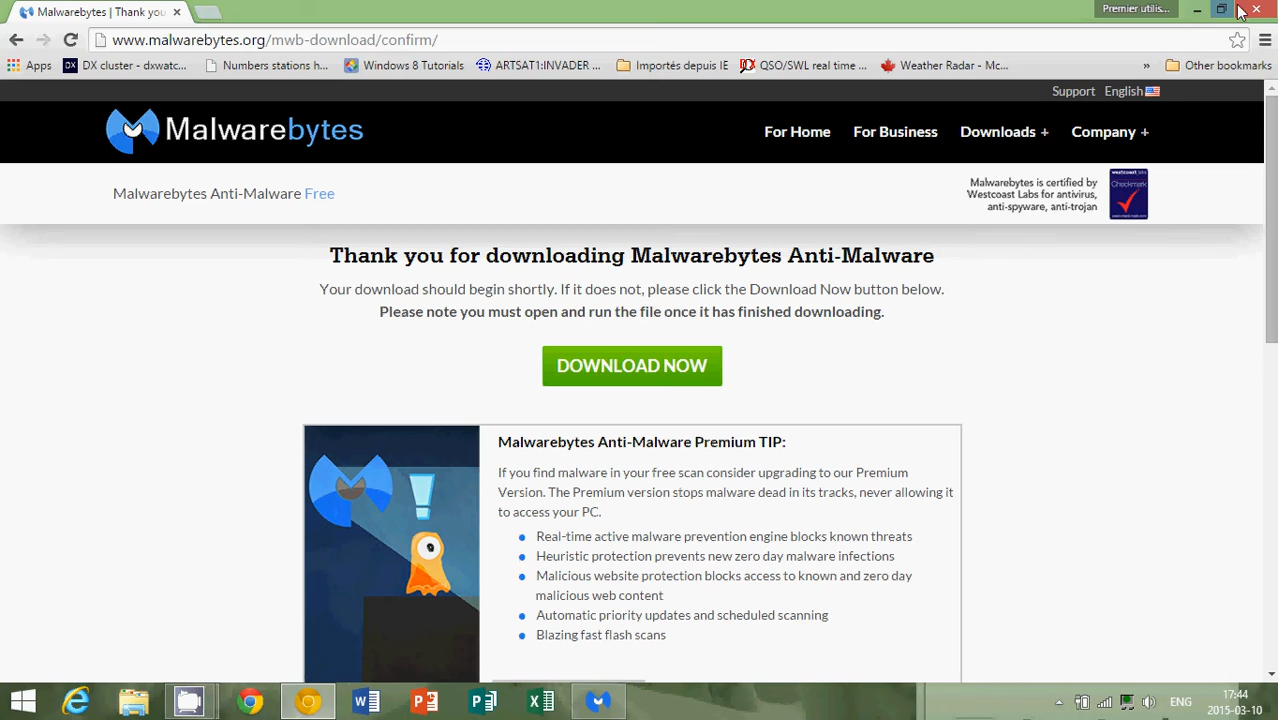 Malwarebytes | Thank you
Premier utilis...
www.malwarebytes.org/mwb-download/confirm/
Apps DX cluster - dxwatc... Numbers stations h... Windows 8 Tutorials ARTSAT1:INVADER ... Importés depuis IE QSO/SWL real time ... Weather Radar - Mc... » Other bookmarks
Support English
Malwarebytes
For Home For Business Downloads + Company +
Malwarebytes Anti-Malware Free
Malwarebytes is certified by
Westcoast Labs for antivirus,
anti-spyware, anti-trojan
westcoast labs
Checkmark
Thank you for downloading Malwarebytes Anti-Malware
Your download should begin shortly. If it does not, please click the Download Now button below.
Please note you must open and run the file once it has finished downloading.
DOWNLOAD NOW
Malwarebytes Anti-Malware Premium TIP:
If you find malware in your free scan consider upgrading to our Premium
Version. The Premium version stops malware dead in its tracks, never allowing it
to access your PC.
Real-time active malware prevention engine blocks known threats
Heuristic protection prevents new zero day malware infections
Malicious website protection blocks access to known and zero day
malicious web content
Automatic priority updates and scheduled scanning
Blazing fast flash scans
ENG
17:44
2015-03-10